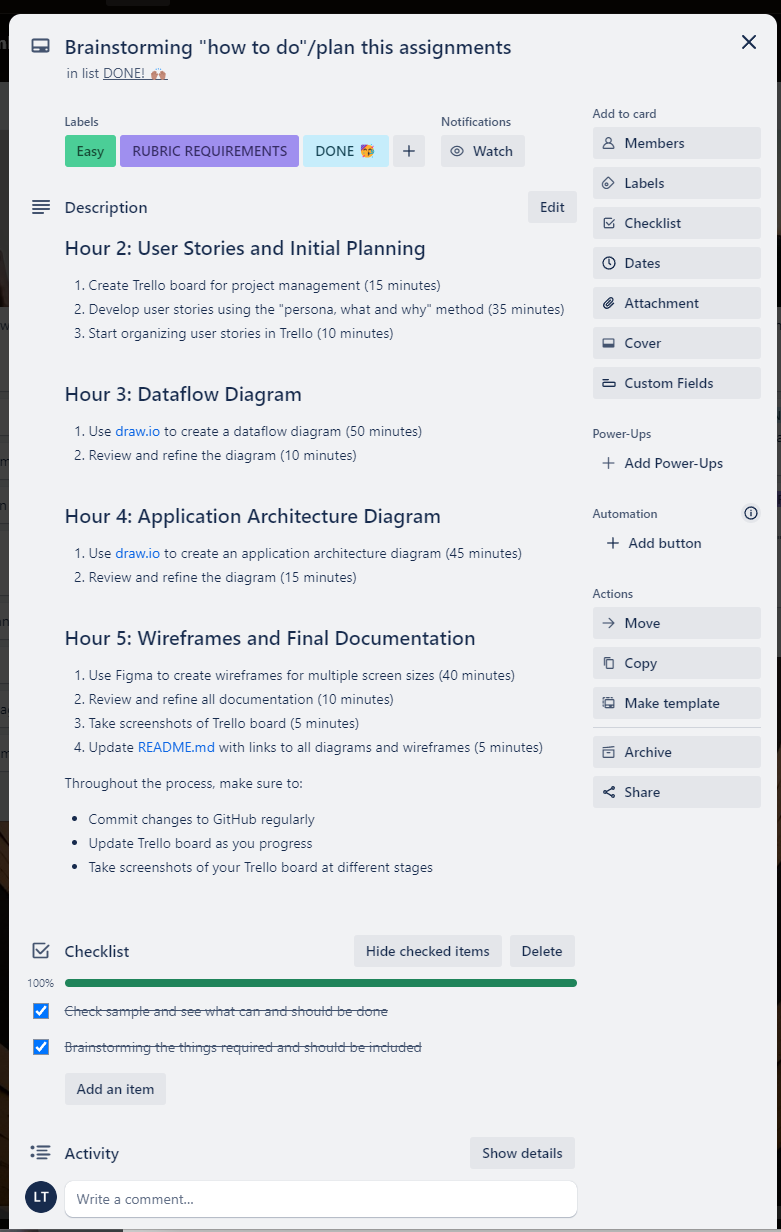 Brainstorming "how to do"/plan this assignments
in list DONE! 🙌🏽
Labels
Notifications
Easy
RUBRIC REQUIREMENTS
DONE 🥳
Watch
Description
Edit
Hour 2: User Stories and Initial Planning
1. Create Trello board for project management (15 minutes)
2. Develop user stories using the "persona, what and why" method (35 minutes)
3. Start organizing user stories in Trello (10 minutes)
Hour 3: Dataflow Diagram
1. Use draw.io to create a dataflow diagram (50 minutes)
2. Review and refine the diagram (10 minutes)
Hour 4: Application Architecture Diagram
1. Use draw.io to create an application architecture diagram (45 minutes)
2. Review and refine the diagram (15 minutes)
Hour 5: Wireframes and Final Documentation
1. Use Figma to create wireframes for multiple screen sizes (40 minutes)
2. Review and refine all documentation (10 minutes)
3. Take screenshots of Trello board (5 minutes)
4. Update README.md with links to all diagrams and wireframes (5 minutes)
Throughout the process, make sure to:
• Commit changes to GitHub regularly
• Update Trello board as you progress
• Take screenshots of your Trello board at different stages
Checklist
Hide checked items
Delete
100%
Check sample and see what can and should be done
Brainstorming the things required and should be included
Add an item
Activity
Show details
LT
Write a comment...
Add to card
Members
Labels
Checklist
Dates
Attachment
Cover
Custom Fields
Power-Ups
+ Add Power-Ups
Automation
+ Add button
Actions
Move
Copy
Make template
Archive
Share